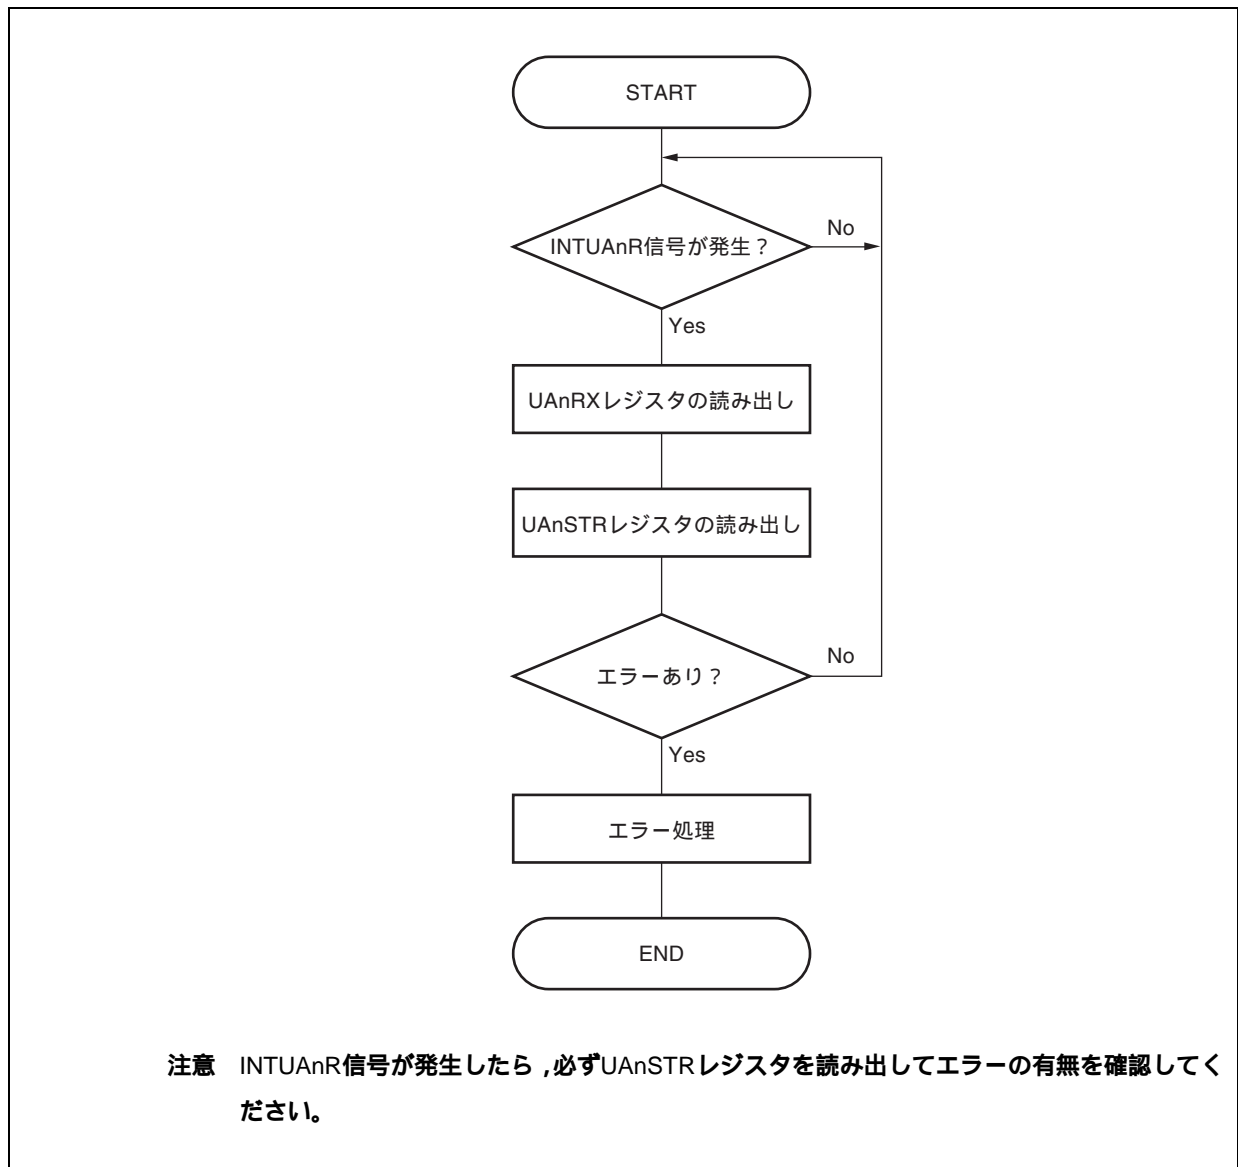 START
INTUAnR信号が発生？
No
Yes
UAnRXレジスタの読み出し
UAnSTRレジスタの読み出し
エラーあり？
No
Yes
エラー処理
END
注意 INTUAnR信号が発生したら，必ずUAnSTRレジスタを読み出してエラーの有無を確認してく
ださい。